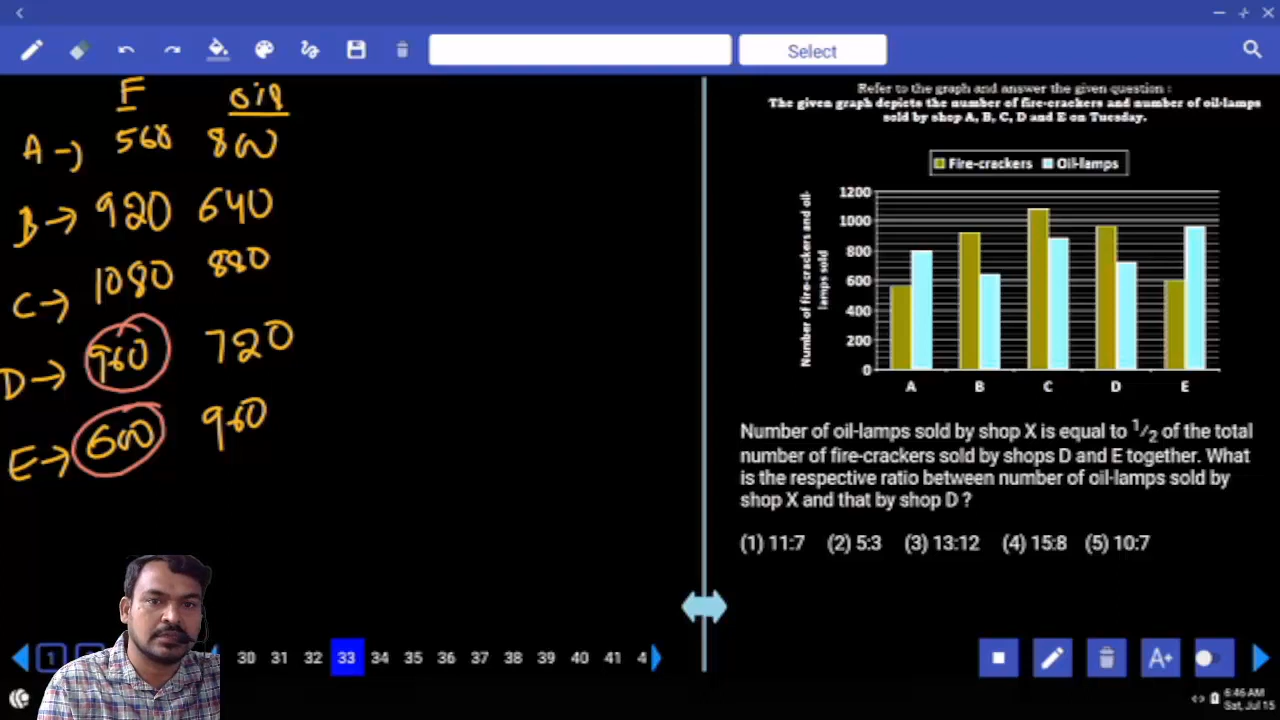 Select
F oil
A→ 560 800
B→ 920 640
C→ 1080 880
D→ 960 720
E→ 600 960
Refer to the graph and answer the given question :
The given graph depicts the number of fire-crackers and number of oil-lamps
sold by shop A, B, C, D and E on Tuesday.
Fire-crackers Oil-lamps
Number of fire-crackers and oil-
lamps sold
1200
1000
800
600
400
200
0
A B C D E
Number of oil-lamps sold by shop X is equal to 1/2 of the total
number of fire-crackers sold by shops D and E together. What
is the respective ratio between number of oil-lamps sold by
shop X and that by shop D ?
(1) 11:7 (2) 5:3 (3) 13:12 (4) 15:8 (5) 10:7
1 30 31 32 33 34 35 36 37 38 39 40 41 4
A+
6:46 AM
Sat, Jul 15